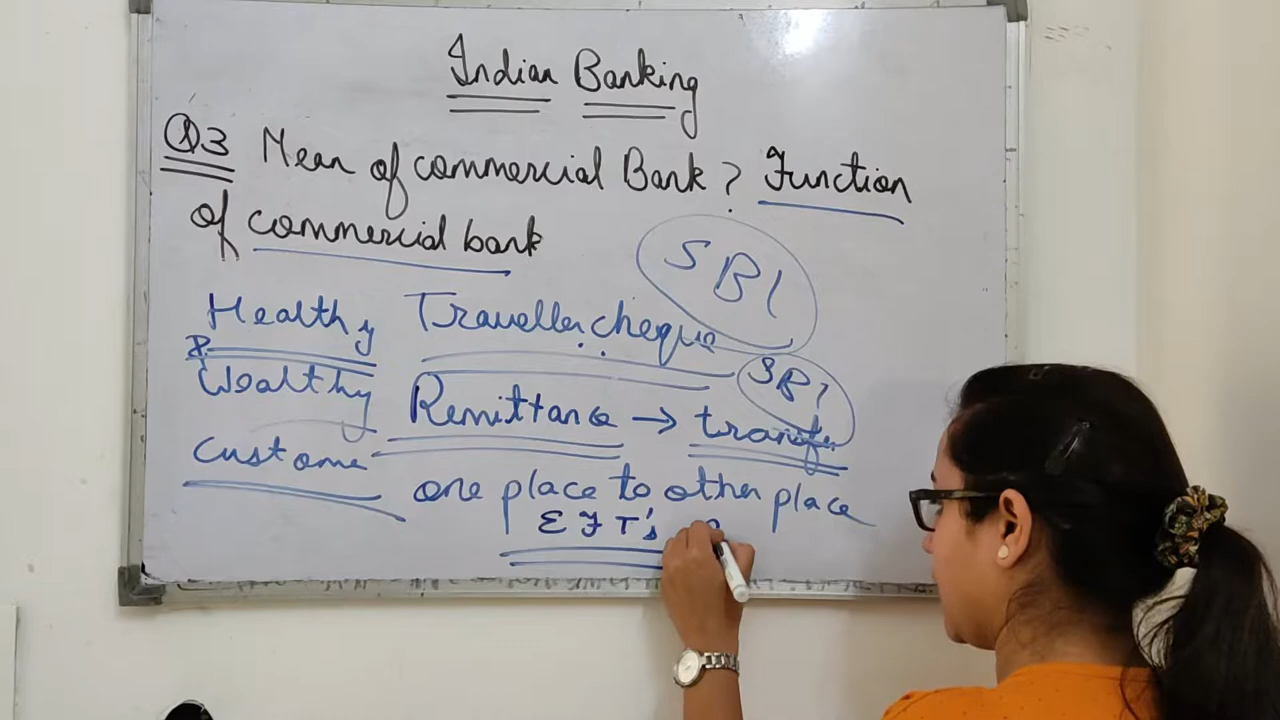 Indian Banking
Q3 Mean of commercial Bank? Function
of commercial bank
SBI
Healthy Traveller cheque
& SBI
Wealthy Remittance → transfer
Custome
one place to other place
EFT's